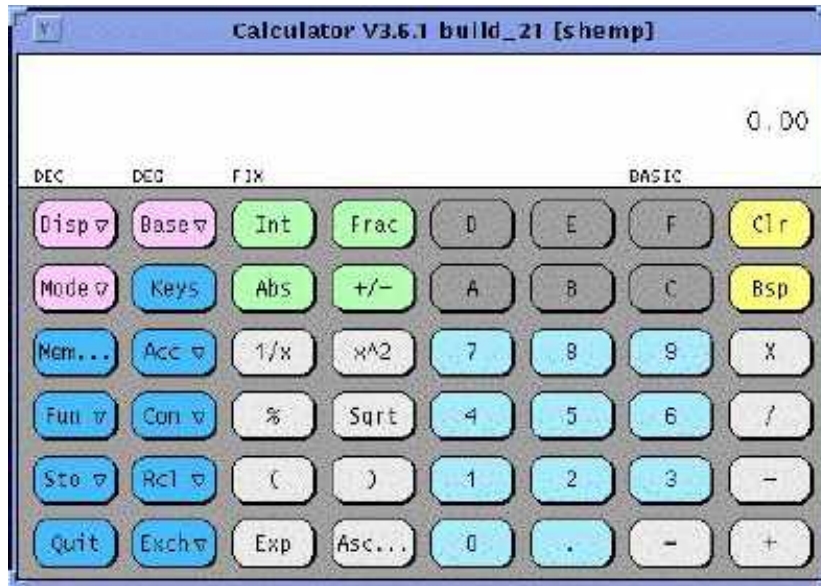 Calculator V3.6.1 build_21 [shemp]
0.00
DEC DEG FIX BASIC
Disp Base Int Frac D E F Clr
Mode Keys Abs +/- A B C Bsp
Mem... Acc 1/x x^2 7 8 9 X
Fun Con % Sqrt 4 5 6 /
Sto Rcl ( ) 1 2 3 -
Quit Exch Exp Asc... 0 . = +